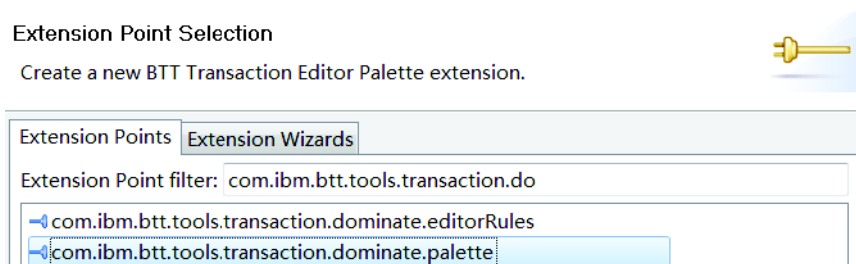 Extension Point Selection
Create a new BTT Transaction Editor Palette extension.
Extension Points Extension Wizards
Extension Point filter: com.ibm.btt.tools.transaction.do
com.ibm.btt.tools.transaction.dominate.editorRules
com.ibm.btt.tools.transaction.dominate.palette